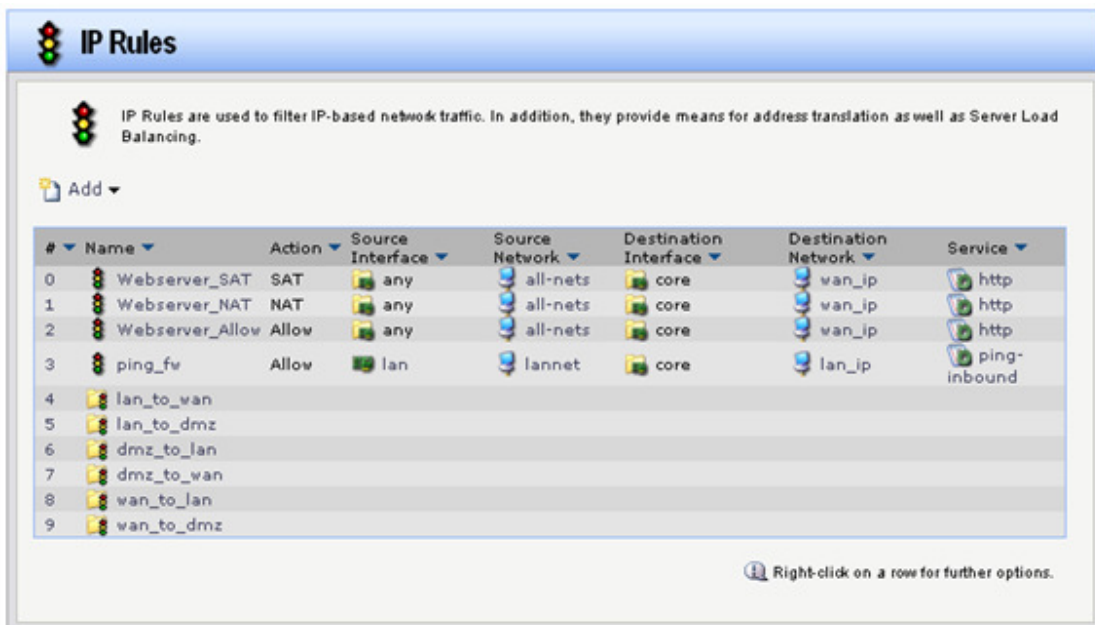 IP Rules
IP Rules are used to filter IP-based network traffic. In addition, they provide means for address translation as well as Server Load
Balancing.
Add
# Name Action Source Interface Source Network Destination Interface Destination Network Service
0 Webserver_SAT SAT any all-nets core wan_ip http
1 Webserver_NAT NAT any all-nets core wan_ip http
2 Webserver_Allow Allow any all-nets core wan_ip http
3 ping_fw Allow lan lannet core lan_ip ping-inbound
4 lan_to_wan
5 lan_to_dmz
6 dmz_to_lan
7 dmz_to_wan
8 wan_to_lan
9 wan_to_dmz
Right-click on a row for further options.